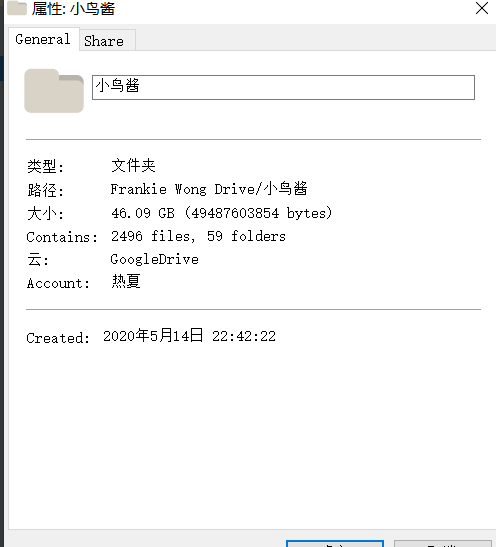 属性: 小鸟酱
General Share
小鸟酱
类型: 文件夹
路径: Frankie Wong Drive/小鸟酱
大小: 46.09 GB (49487603854 bytes)
Contains: 2496 files, 59 folders
云: GoogleDrive
Account: 热夏
Created: 2020年5月14日 22:42:22